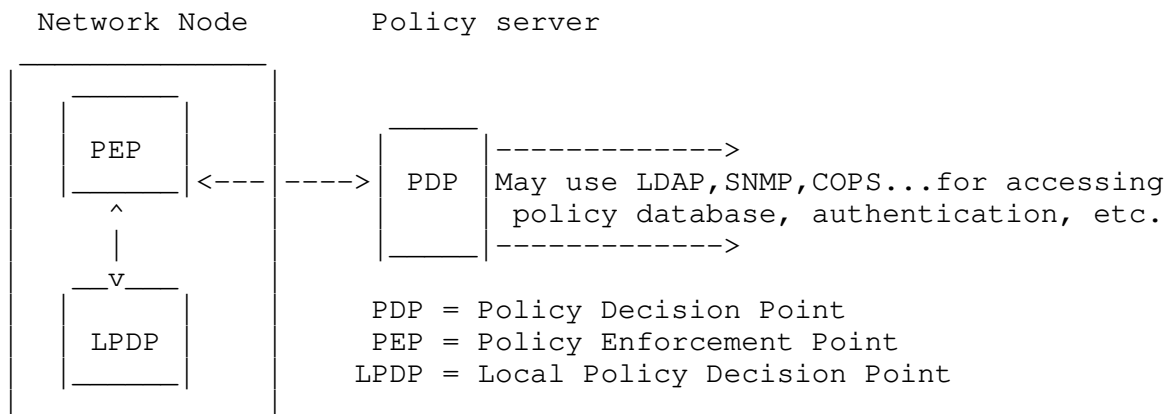 Network Node Policy server
PEP
<--- ----> PDP ------------->
May use LDAP,SNMP,COPS...for accessing
policy database, authentication, etc.
------------->
^
|
v
LPDP
PDP = Policy Decision Point
PEP = Policy Enforcement Point
LPDP = Local Policy Decision Point